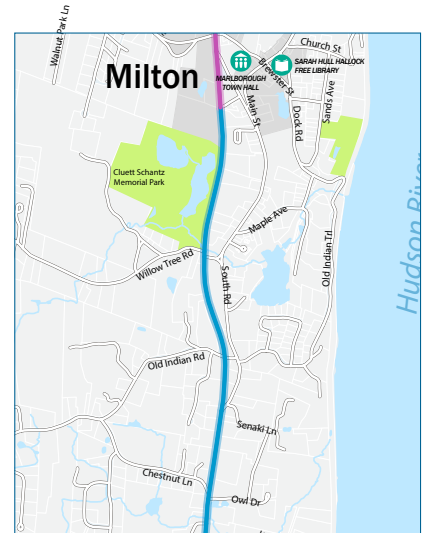 Walnut Park Ln
Church St
Milton
MARLBOROUGH
TOWN HALL
Brewster St
SARAH HULL HALLOCK
FREE LIBRARY
Main St
Dock Rd
Sands Ave
Cluett Schantz
Memorial Park
Maple Ave
Willow Tree Rd
South Rd
Old Indian Trl
Hudson River
Old Indian Rd
Senaki Ln
Chestnut Ln
Owl Dr